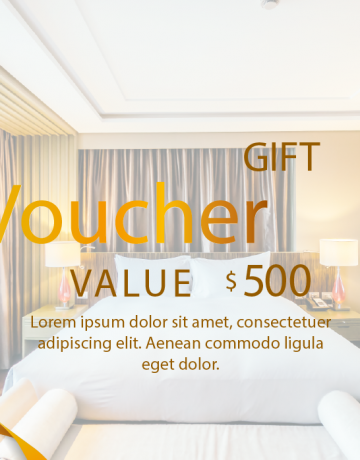 GIFT
Voucher
VALUE $500
Lorem ipsum dolor sit amet, consectetuer
adipiscing elit. Aenean commodo ligula
eget dolor.